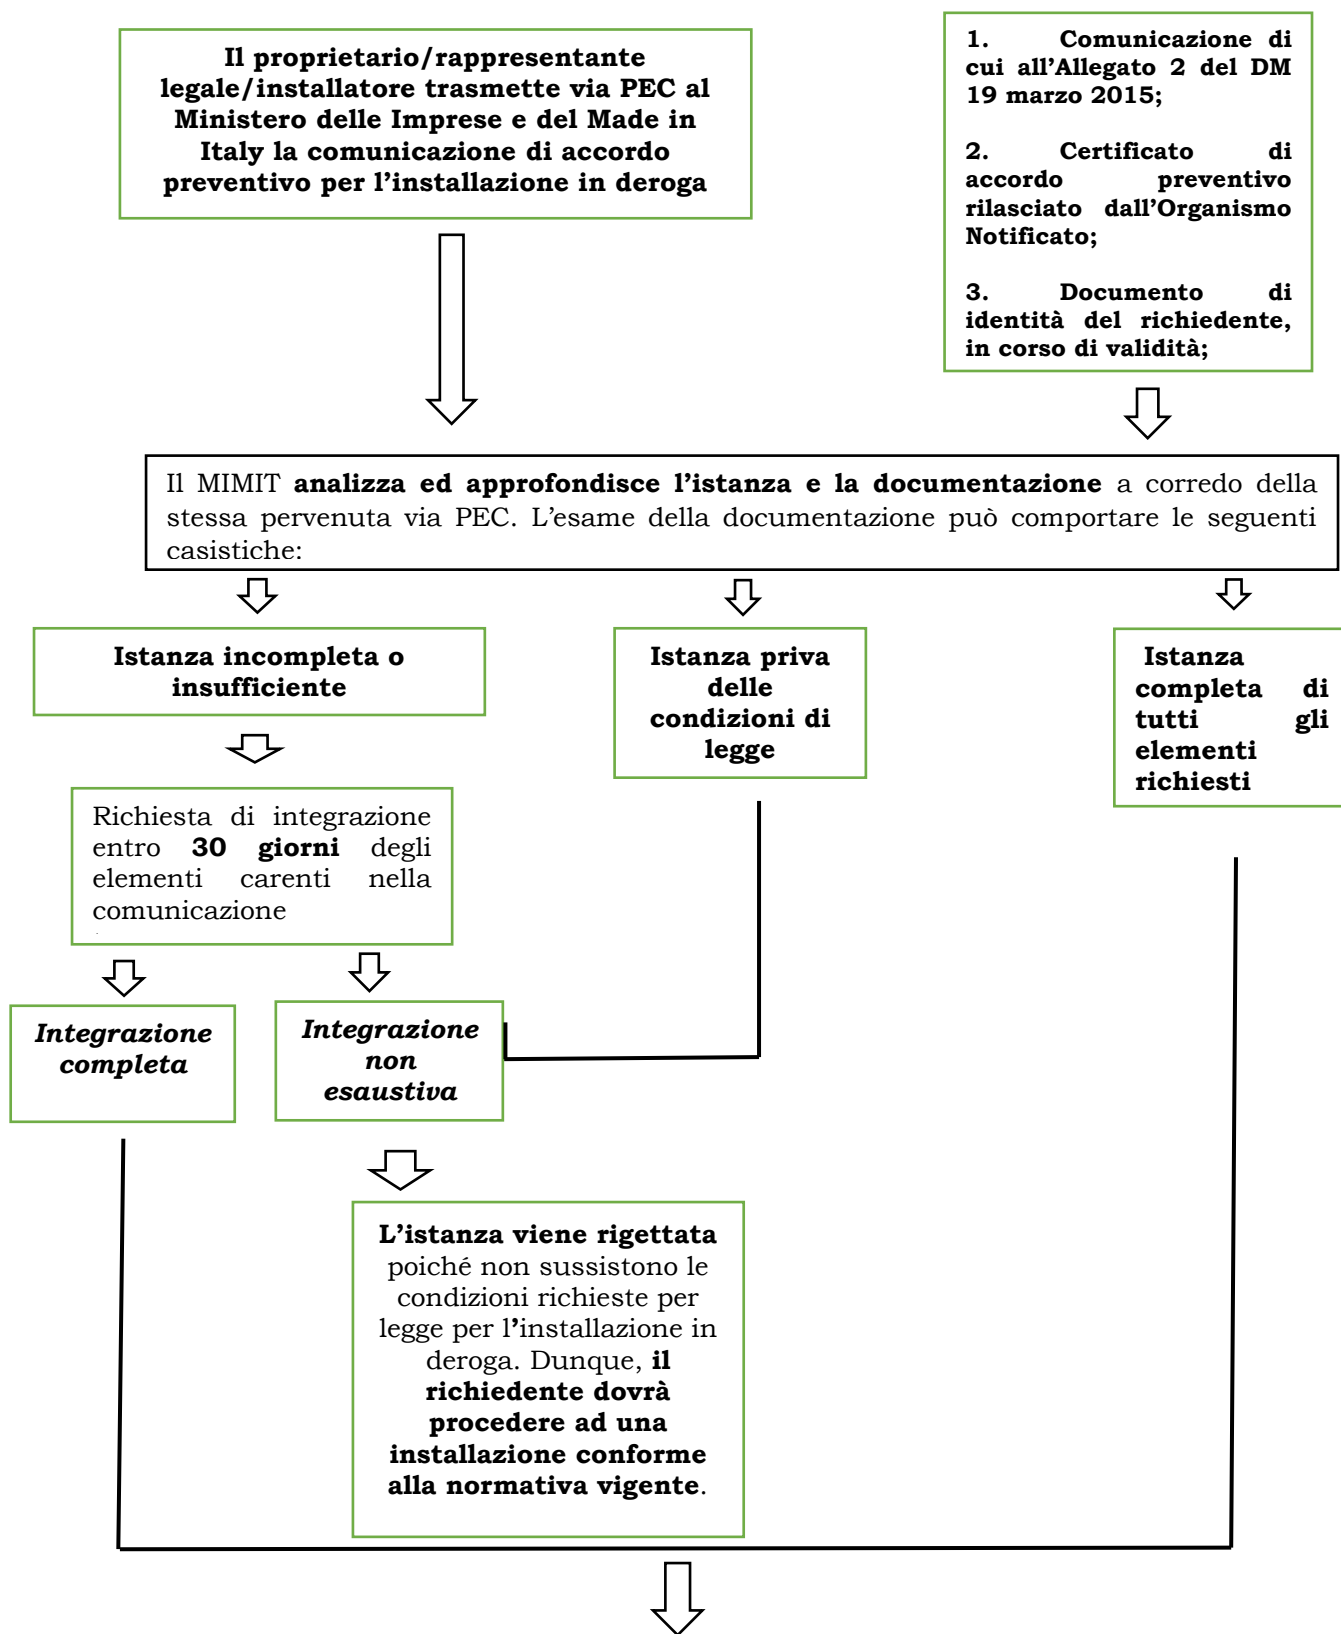 Il proprietario/rappresentante
legale/installatore trasmette via PEC al
Ministero delle Imprese e del Made in
Italy la comunicazione di accordo
preventivo per l’installazione in deroga
1. Comunicazione di
cui all’Allegato 2 del DM
19 marzo 2015;
2. Certificato di
accordo preventivo
rilasciato dall’Organismo
Notificato;
3. Documento di
identità del richiedente,
in corso di validità;
Il MIMIT analizza ed approfondisce l’istanza e la documentazione a corredo della
stessa pervenuta via PEC. L’esame della documentazione può comportare le seguenti
casistiche:
Istanza incompleta o
insufficiente
Istanza priva
delle
condizioni di
legge
Istanza
completa di
tutti gli
elementi
richiesti
Richiesta di integrazione
entro 30 giorni degli
elementi carenti nella
comunicazione
Integrazione
completa
Integrazione
non
esaustiva
L’istanza viene rigettata
poiché non sussistono le
condizioni richieste per
legge per l’installazione in
deroga. Dunque, il
richiedente dovrà
procedere ad una
installazione conforme
alla normativa vigente.